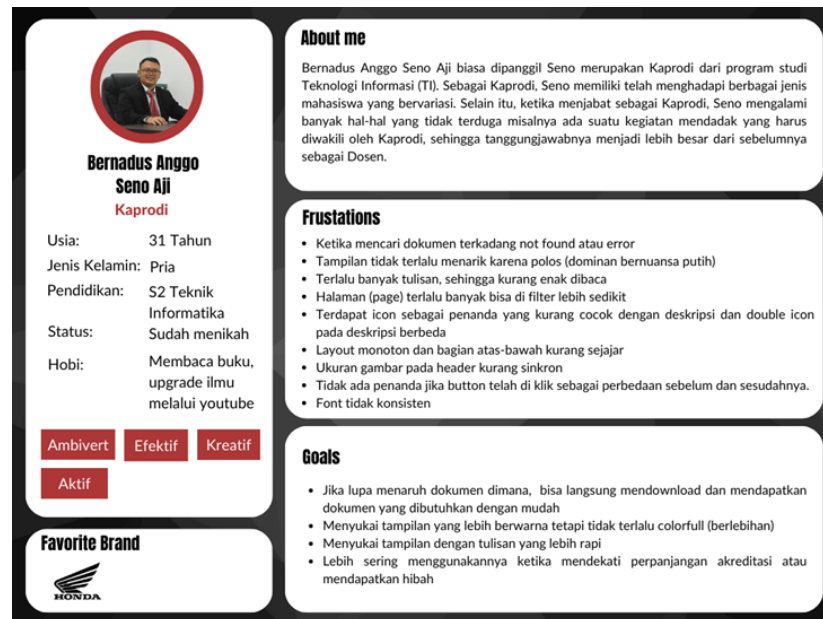 Bernadus Anggo
Seno Aji
Kaprodi
Usia: 31 Tahun
Jenis Kelamin: Pria
Pendidikan: S2 Teknik
Informatika
Status: Sudah menikah
Hobi: Membaca buku,
upgrade ilmu
melalui youtube
Ambivert Efektif Kreatif
Aktif
Favorite Brand
HONDA
About me
Bernadus Anggo Seno Aji biasa dipanggil Seno merupakan Kaprodi dari program studi
Teknologi Informasi (TI). Sebagai Kaprodi, Seno memiliki telah menghadapi berbagai jenis
mahasiswa yang bervariasi. Selain itu, ketika menjabat sebagai Kaprodi, Seno mengalami
banyak hal-hal yang tidak terduga misalnya ada suatu kegiatan mendadak yang harus
diwakili oleh Kaprodi, sehingga tanggungjawabnya menjadi lebih besar dari sebelumnya
sebagai Dosen.
Frustations
• Ketika mencari dokumen terkadang not found atau error
• Tampilan tidak terlalu menarik karena polos (dominan bernuansa putih)
• Terlalu banyak tulisan, sehingga kurang enak dibaca
• Halaman (page) terlalu banyak bisa di filter lebih sedikit
• Terdapat icon sebagai penanda yang kurang cocok dengan deskripsi dan double icon
pada deskripsi berbeda
• Layout monoton dan bagian atas-bawah kurang sejajar
• Ukuran gambar pada header kurang sinkron
• Tidak ada penanda jika button telah di klik sebagai perbedaan sebelum dan sesudahnya.
• Font tidak konsisten
Goals
• Jika lupa menaruh dokumen dimana, bisa langsung mendownload dan mendapatkan
dokumen yang dibutuhkan dengan mudah
• Menyukai tampilan yang lebih berwarna tetapi tidak terlalu colorfull (berlebihan)
• Menyukai tampilan dengan tulisan yang lebih rapi
• Lebih sering menggunakannya ketika mendekati perpanjangan akreditasi atau
mendapatkan hibah